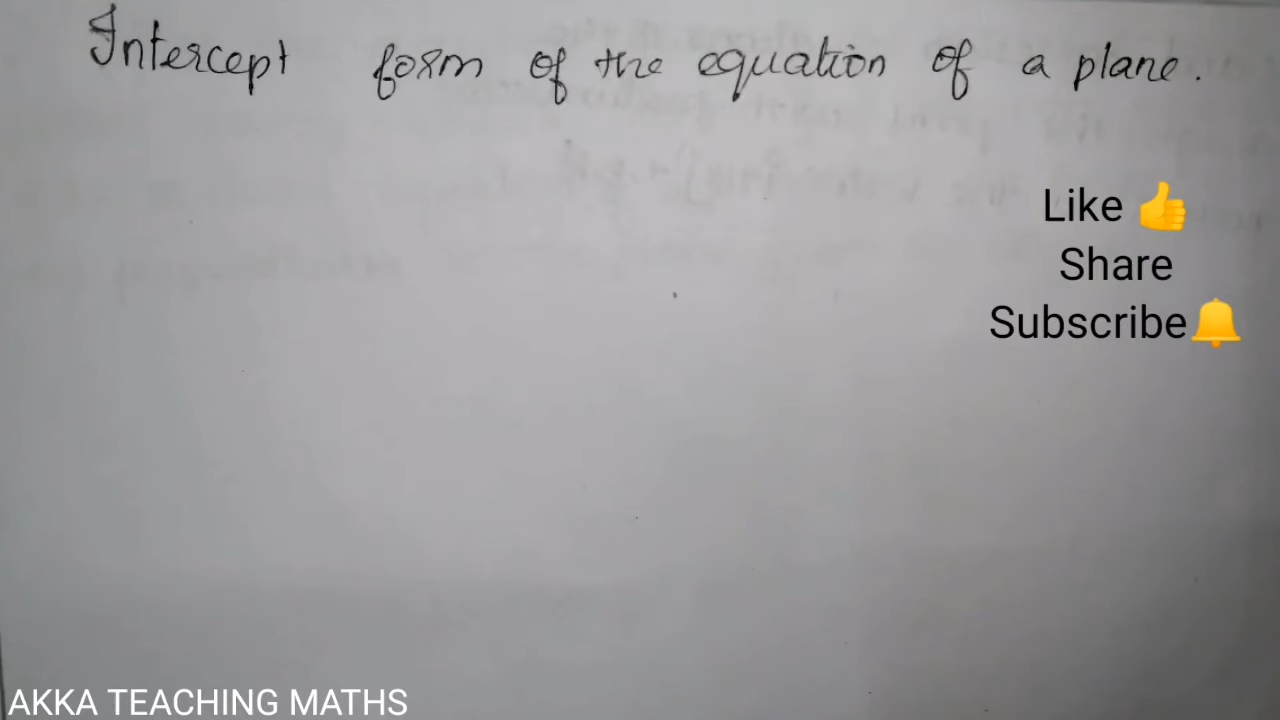 Intercept form of the equation of a plane.
Like 👍
Share
Subscribe🔔
AKKA TEACHING MATHS